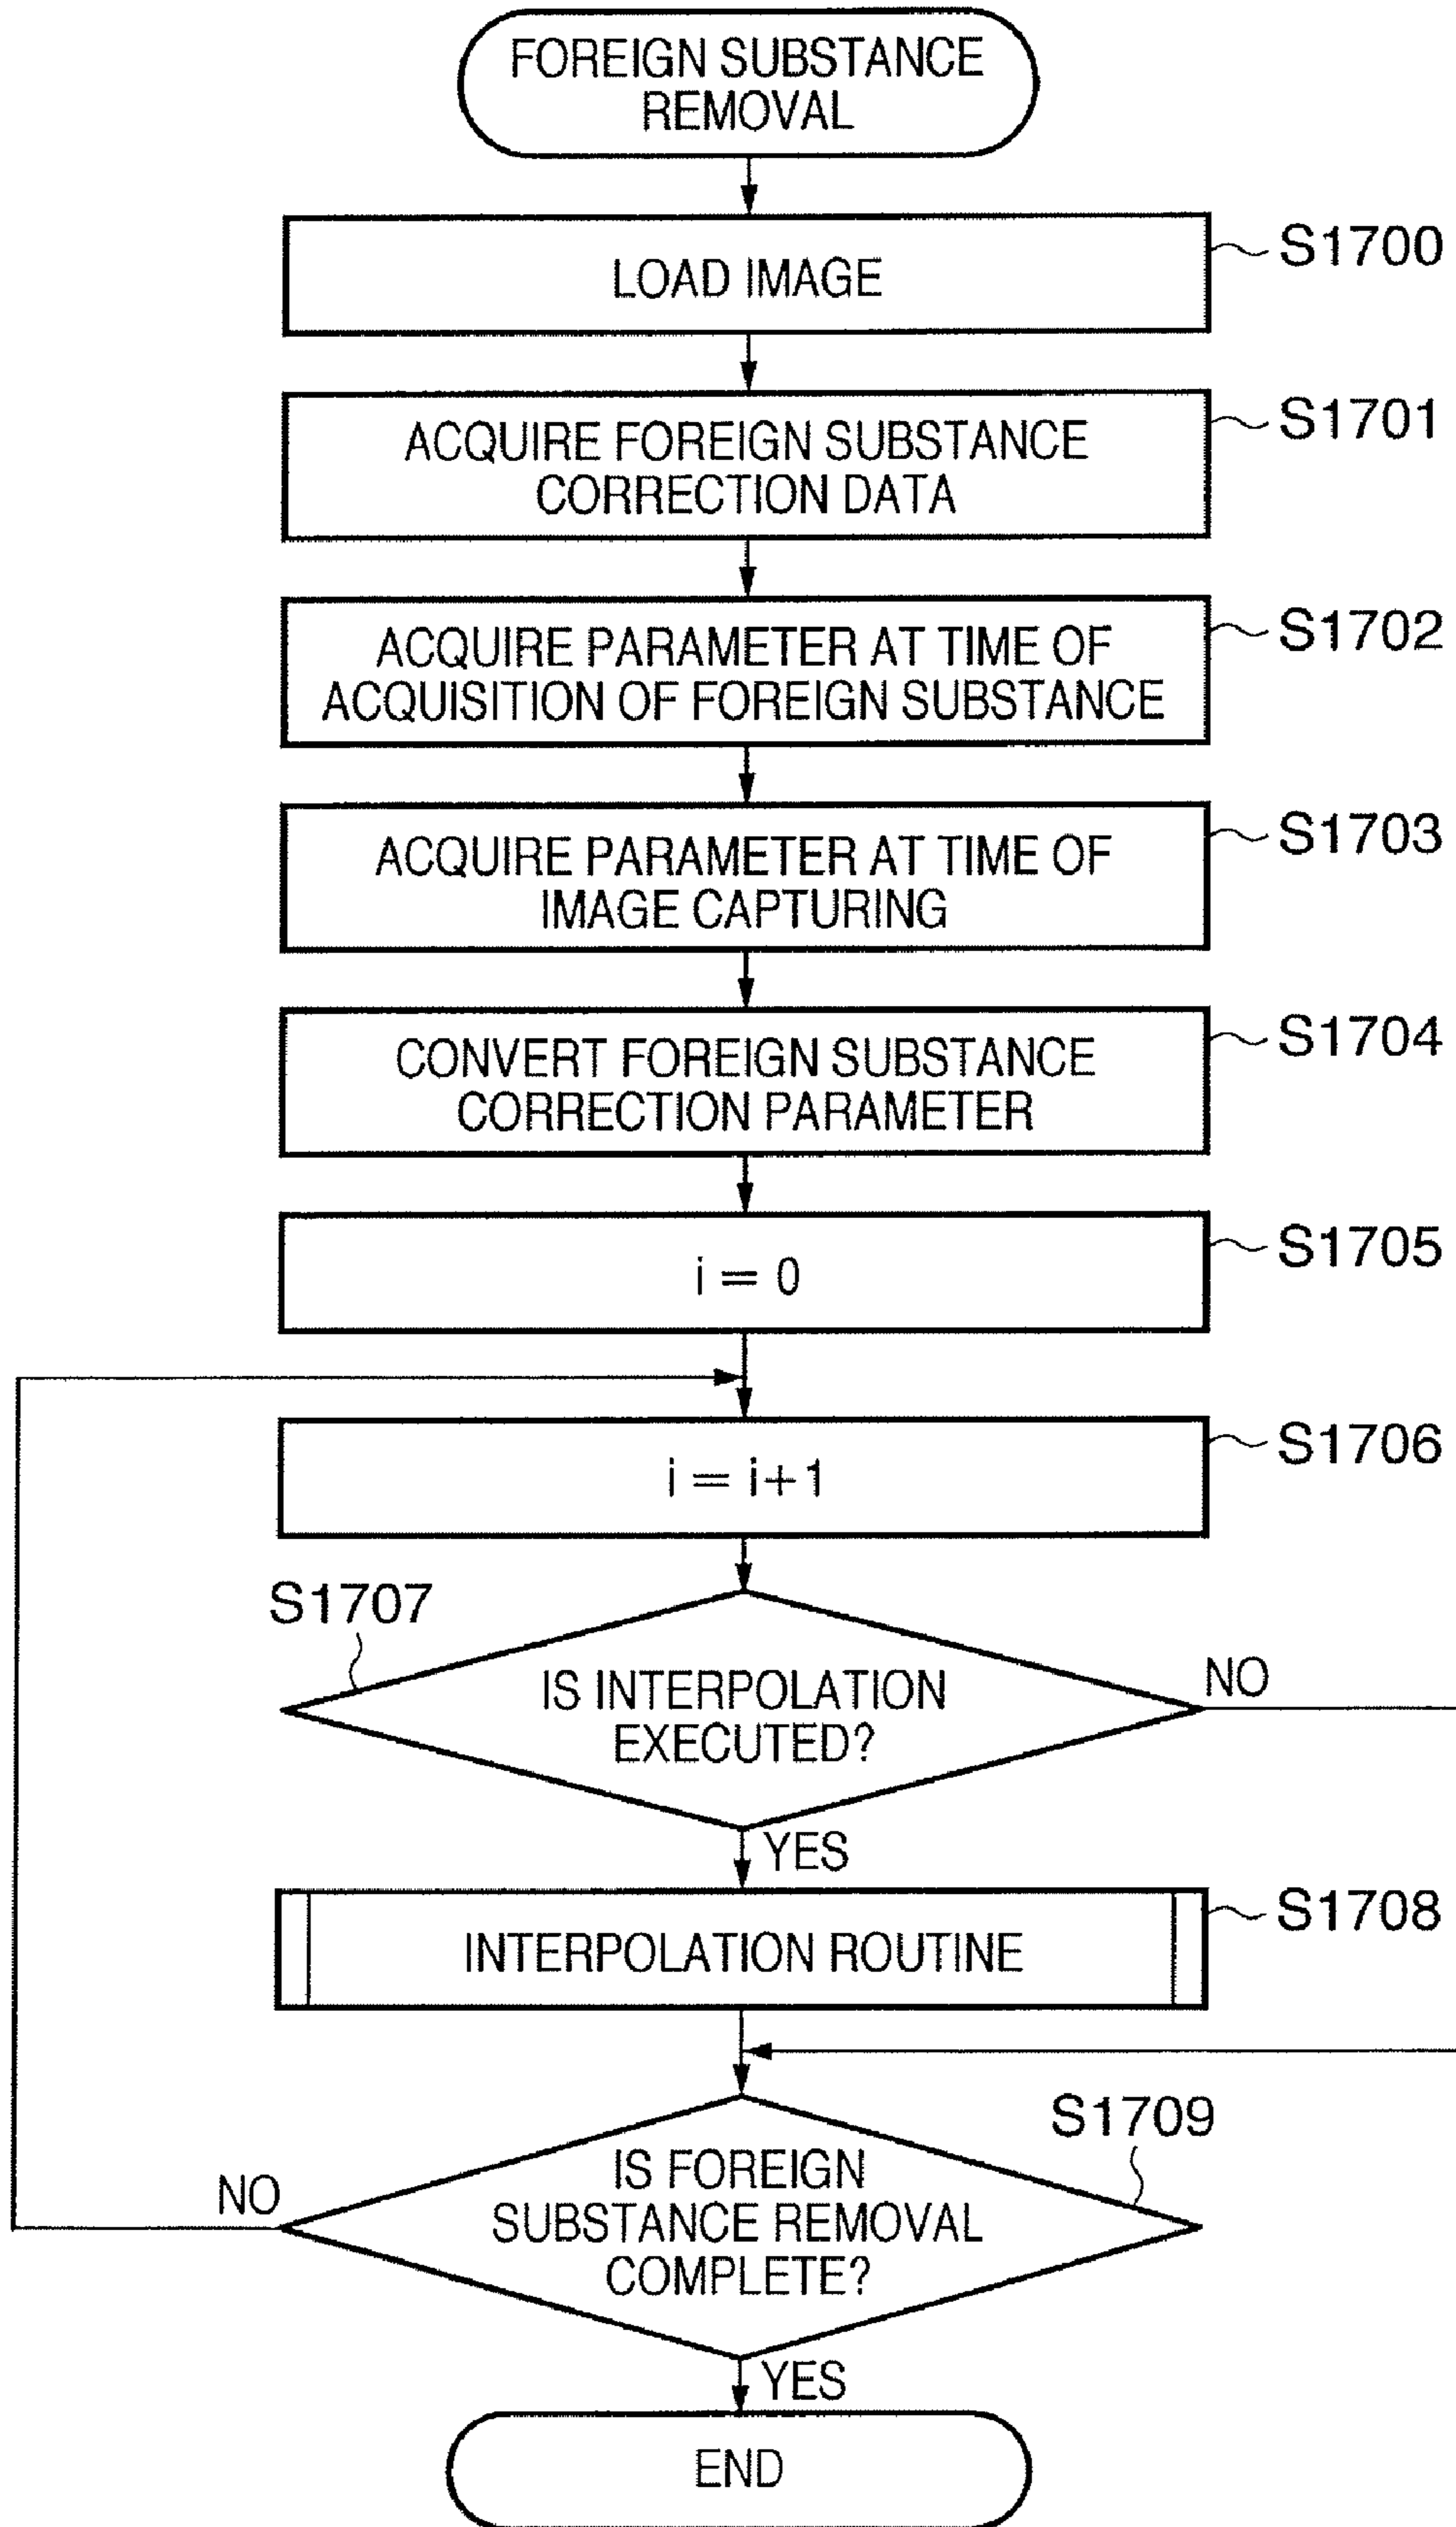 FOREIGN SUBSTANCE
REMOVAL
LOAD IMAGE
S1700
ACQUIRE FOREIGN SUBSTANCE
CORRECTION DATA
S1701
ACQUIRE PARAMETER AT TIME OF
ACQUISITION OF FOREIGN SUBSTANCE
S1702
ACQUIRE PARAMETER AT TIME OF
IMAGE CAPTURING
S1703
CONVERT FOREIGN SUBSTANCE
CORRECTION PARAMETER
S1704
i = 0
S1705
i = i+1
S1706
S1707
IS INTERPOLATION
EXECUTED?
NO
YES
INTERPOLATION ROUTINE
S1708
S1709
IS FOREIGN
SUBSTANCE REMOVAL
COMPLETE?
NO
YES
END